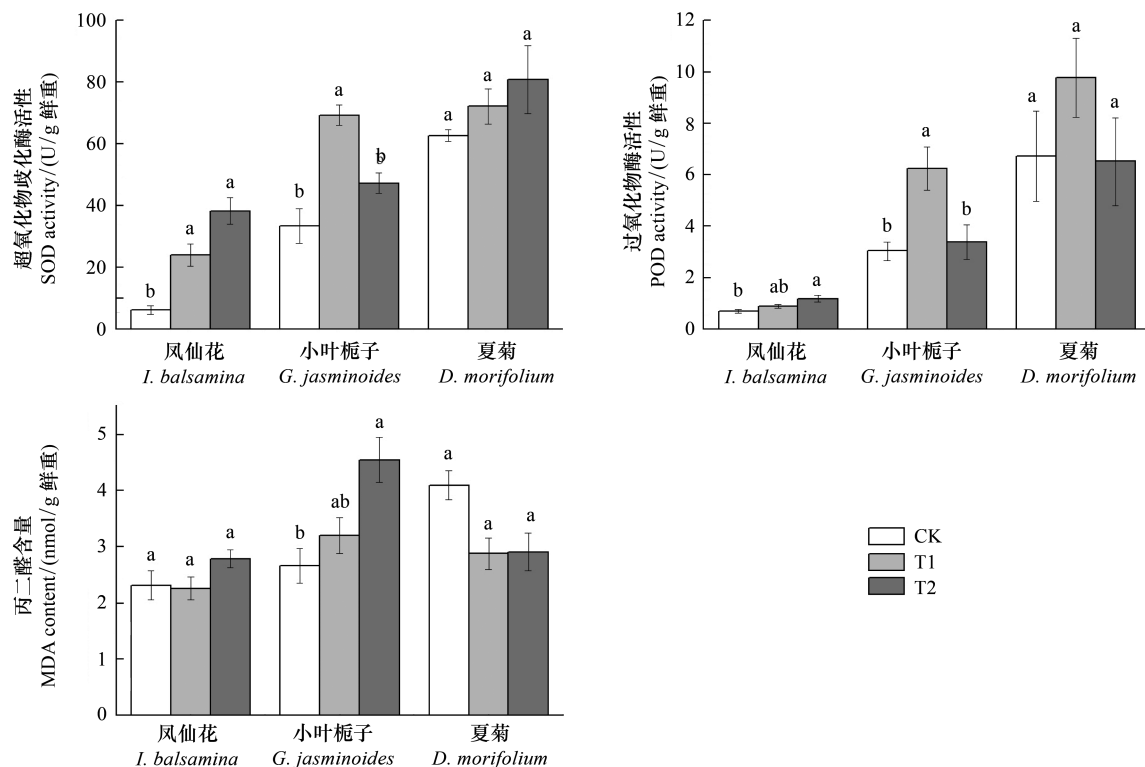 超氧化物歧化酶活性
SOD activity/(U/g 鲜重)
100
80
60
40
20
0
b
a
a
b
a
b
a
a
a
凤仙花
小叶栀子
夏菊
I. balsamina
G. jasminoides
D. morifolium
过氧化物酶活性
POD activity/(U/g 鲜重)
12
10
8
6
4
2
0
b
ab
a
b
a
b
a
a
a
凤仙花
小叶栀子
夏菊
I. balsamina
G. jasminoides
D. morifolium
丙二醛含量
MDA content/(nmol/g 鲜重)
5
4
3
2
1
0
a
a
a
b
ab
a
a
a
a
凤仙花
小叶栀子
夏菊
I. balsamina
G. jasminoides
D. morifolium
CK
T1
T2